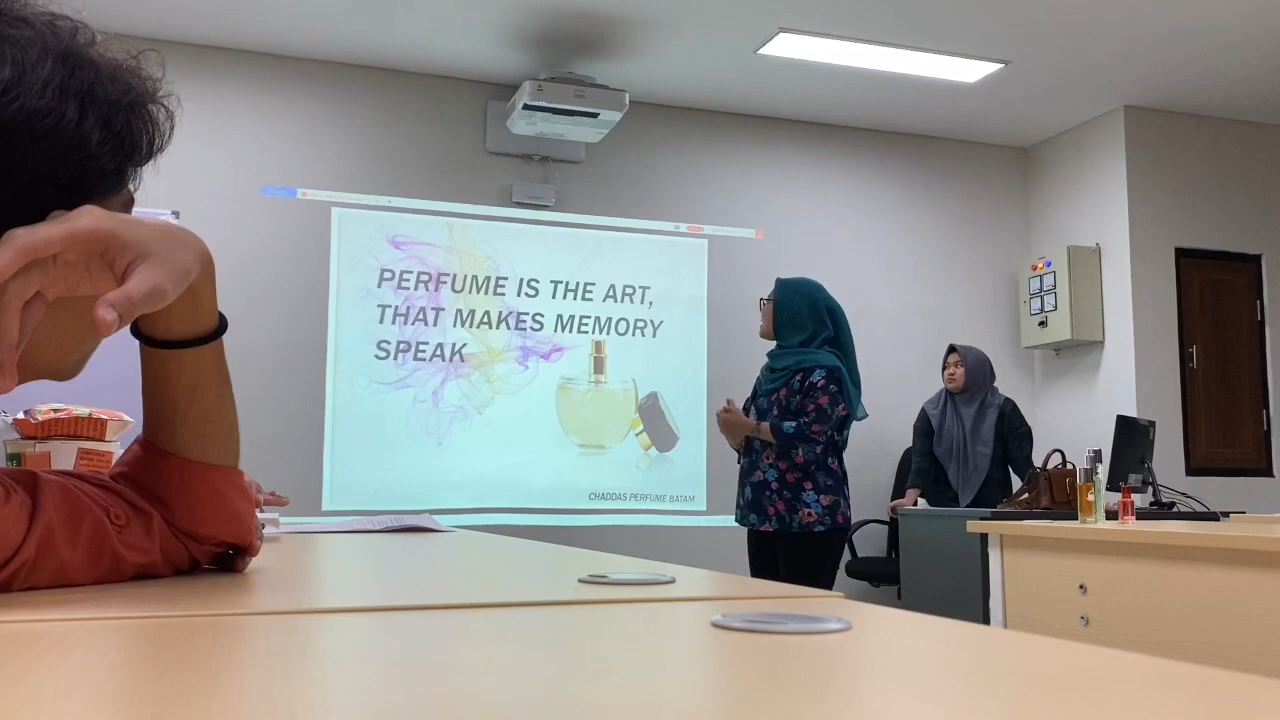 PERFUME IS THE ART,
THAT MAKES MEMORY
SPEAK
CHADDAS PERFUME BATAM